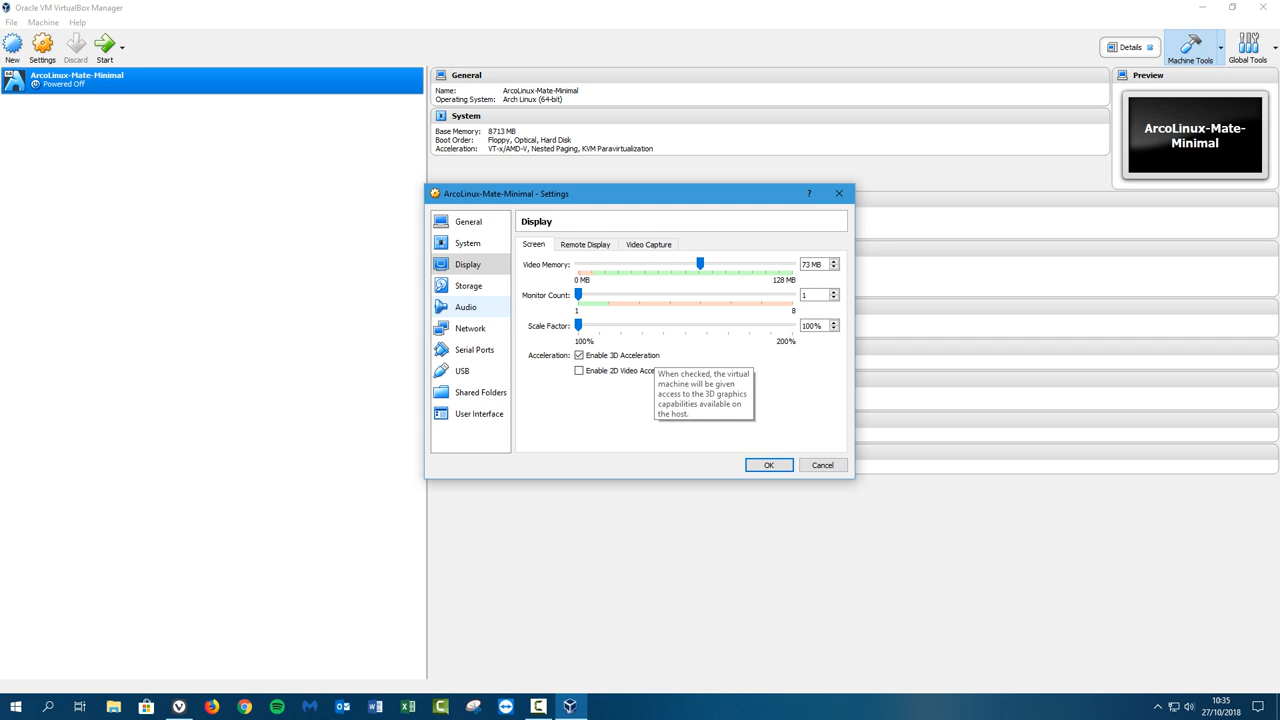 Oracle VM VirtualBox Manager
File Machine Help
New Settings Discard Start
Details
Machine Tools
Global Tools
64
ArcoLinux-Mate-Minimal
Powered Off
General
Name: ArcoLinux-Mate-Minimal
Operating System: Arch Linux (64-bit)
System
Base Memory: 8713 MB
Boot Order: Floppy, Optical, Hard Disk
Acceleration: VT-x/AMD-V, Nested Paging, KVM Paravirtualization
Preview
ArcoLinux-Mate-
Minimal
ArcoLinux-Mate-Minimal - Settings
?
General
System
Display
Storage
Audio
Network
Serial Ports
USB
Shared Folders
User Interface
Display
Screen Remote Display Video Capture
Video Memory: 73 MB
0 MB 128 MB
Monitor Count: 1
1 8
Scale Factor: 100%
100% 200%
Acceleration: Enable 3D Acceleration
Enable 2D Video Acce
When checked, the virtual
machine will be given
access to the 3D graphics
capabilities available on
the host.
OK Cancel
10:35
27/10/2018